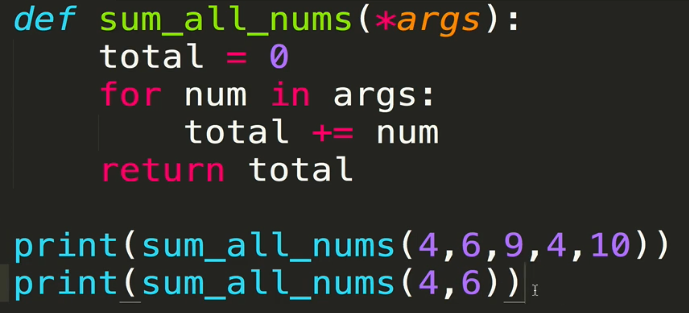 def sum_all_nums(*args):
    total = 0
    for num in args:
        total += num
    return total
print(sum_all_nums(4,6,9,4,10))
print(sum_all_nums(4,6))